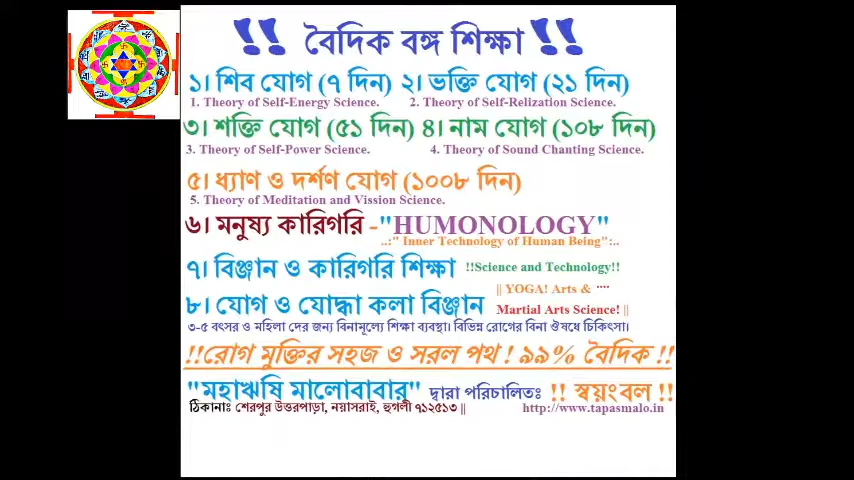 !! বৈদিক বঙ্গ শিক্ষা !!
১। শিব যোগ (৭ দিন) ২। ভক্তি যোগ (২১ দিন)
1. Theory of Self-Energy Science. 2. Theory of Self-Relization Science.
৩। শক্তি যোগ (৫১ দিন) ৪। নাম যোগ (১০৮ দিন)
3. Theory of Self-Power Science. 4. Theory of Sound Chanting Science.
৫। ধ্যাণ ও দর্শণ যোগ (১০০৮ দিন)
5. Theory of Meditation and Vission Science.
৬। মনুষ্য কারিগরি -"HUMONOLOGY"
..:" Inner Technology of Human Being":..
৭। বিজ্ঞান ও কারিগরি শিক্ষা !!Science and Technology!!
|| YOGA! Arts & ....
৮। যোগ ও যোদ্ধা কলা বিজ্ঞান Martial Arts Science! ||
৩-৫ বৎসর ও মহিলা দের জন্য বিনামূল্যে শিক্ষা ব্যবস্থা। বিভিন্ন রোগের বিনা ঔষধে চিকিৎসা।
!!রোগ মুক্তির সহজ ও সরল পথ ! ৯৯% বৈদিক !!
"মহাঋষি মালোবাবার" দ্বারা পরিচালিতঃ !! স্বয়ংবল !!
ঠিকানাঃ শেরপুর উত্তরপাড়া, নয়াসরাই, হুগলী ৭১২৫১৩ || http://www.tapasmalo.in